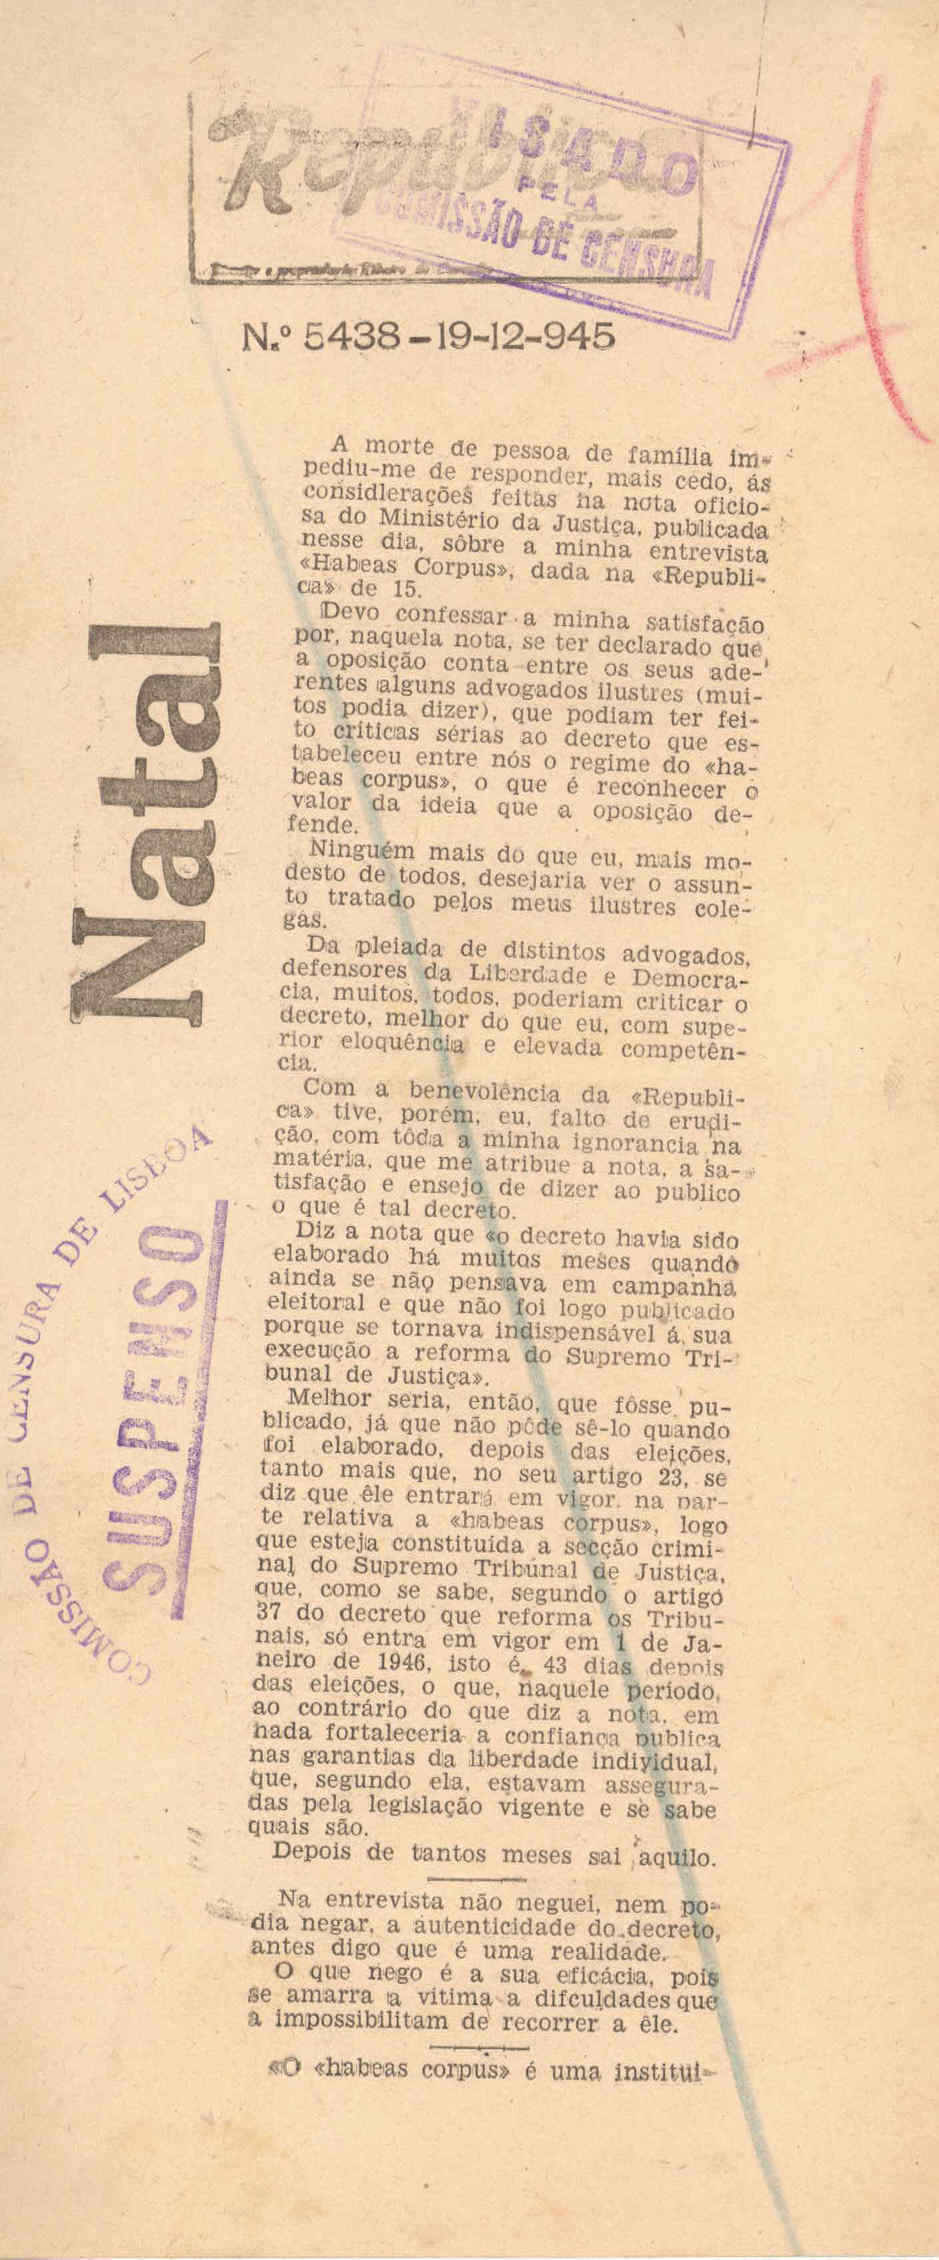 República
VISADO
PELA
COMISSÃO DE CENSURA
N.º 5438-19-12-945
Natal
COMISSÃO DE CENSURA DE LISBOA
SUSPENSO
A morte de pessoa de família im-
pediu-me de responder, mais cedo, ás
considlerações feitas na nota oficio-
sa do Ministério da Justiça, publicada
nesse dia, sôbre a minha entrevista
«Habeas Corpus», dada na «Republi-
ca» de 15.
Devo confessar a minha satisfação
por, naquela nota, se ter declarado que
a oposição conta entre os seus ade-
rentes alguns advogados ilustres (mui-
tos podia dizer), que podiam ter fei-
to criticas sérias ao decreto que es-
tabeleceu entre nós o regime do «ha-
beas corpus», o que é reconhecer o
valor da ideia que a oposição de-
fende.
Ninguém mais do que eu, mais mo-
desto de todos, desejaria ver o assun-
to tratado pelos meus ilustres cole-
gas.
Da pleiada de distintos advogados,
defensores da Liberdade e Democra-
cia, muitos, todos, poderiam criticar o
decreto, melhor do que eu, com supe-
rior eloquência e elevada competên-
cia.
Com a benevolência da «Republi-
ca» tive, porém, eu, falto de erudi-
ção, com tôda a minha ignorancia na
matéria, que me atribue a nota, a sa-
tisfação e ensejo de dizer ao publico
o que é tal decreto.
Diz a nota que «o decreto havia sido
elaborado há muitos meses quando
ainda se não pensava em campanha
eleitoral e que não foi logo publicado
porque se tornava indispensável á sua
execução a reforma do Supremo Tri-
bunal de Justiça».
Melhor seria, então, que fôsse pu-
blicado, já que não pôde sê-lo quando
foi elaborado, depois das eleições,
tanto mais que, no seu artigo 23, se
diz que êle entrará em vigor, na par-
te relativa a «habeas corpus», logo
que esteja constituída a secção crimi-
nal do Supremo Tribunal de Justiça,
que, como se sabe, segundo o artigo
37 do decreto que reforma os Tribu-
nais, só entra em vigor em 1 de Ja-
neiro de 1946, isto é, 43 dias depois
das eleições, o que, naquele periodo,
ao contrário do que diz a nota, em
nada fortaleceria a confiança publica
nas garantias da liberdade individual,
que, segundo ela, estavam assegura-
das pela legislação vigente e se sabe
quais são.
Depois de tantos meses sai aquilo.
Na entrevista não neguei, nem po-
dia negar, a autenticidade do decreto,
antes digo que é uma realidade.
O que nego é a sua eficácia, pois
se amarra a vitima a difculdades que
a impossibilitam de recorrer a êle.
«O «habeas corpus» é uma institui-